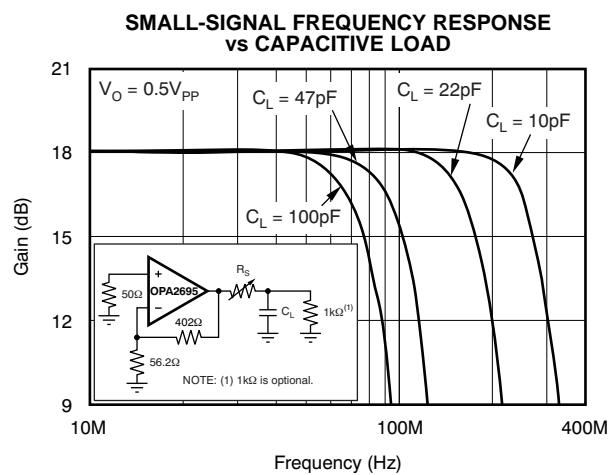 SMALL-SIGNAL FREQUENCY RESPONSE
vs CAPACITIVE LOAD
21
18
15
12
9
Gain (dB)
V_O = 0.5V_PP
C_L = 47pF
C_L = 22pF
C_L = 10pF
C_L = 100pF
50Ω
+
−
OPA2695
R_S
402Ω
C_L
1kΩ(1)
56.2Ω
NOTE: (1) 1kΩ is optional.
10M
100M
400M
Frequency (Hz)